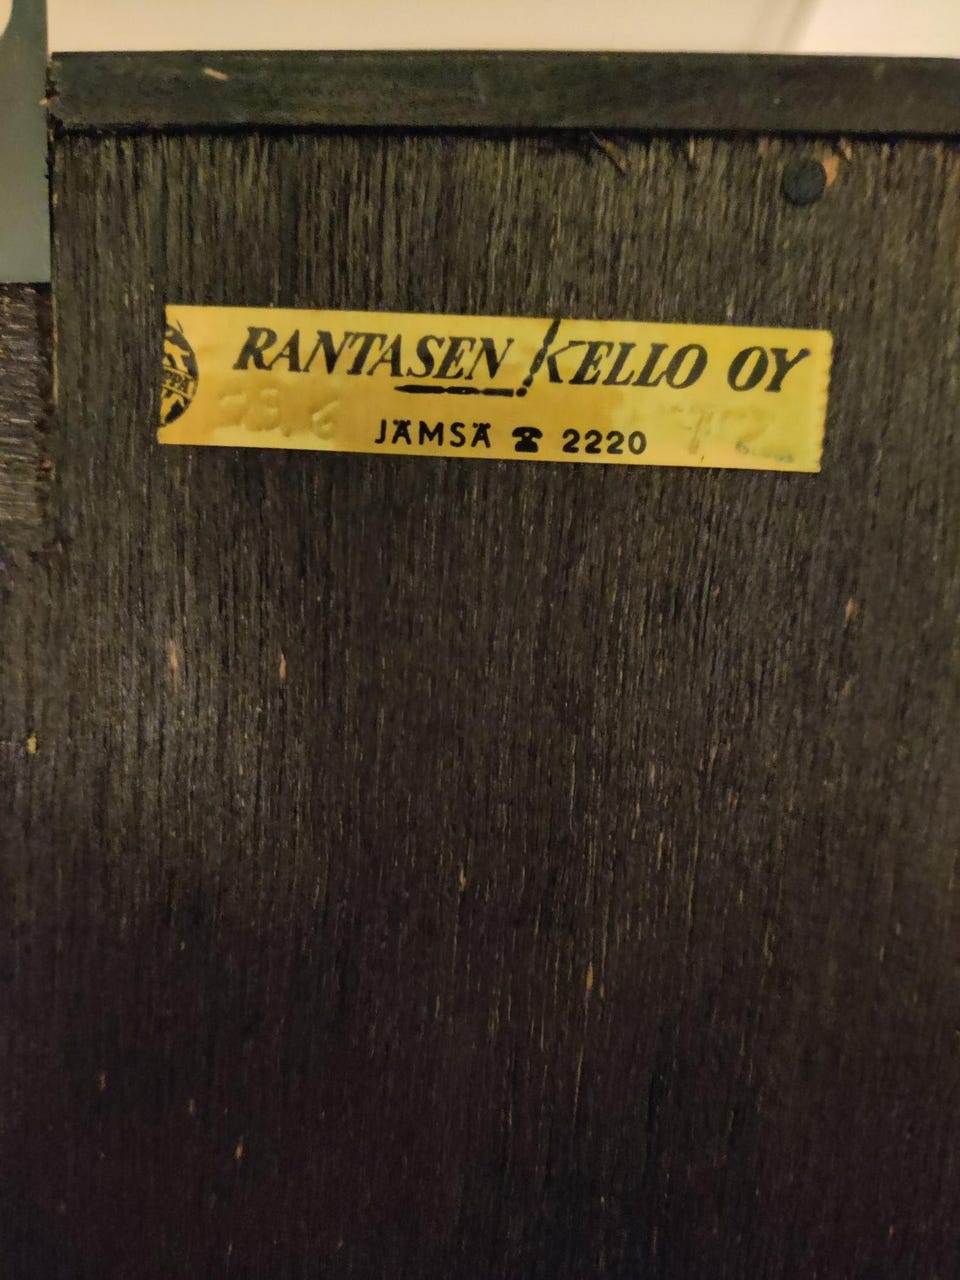 RANTASEN KELLO OY
JÄMSÄ ☎ 2220